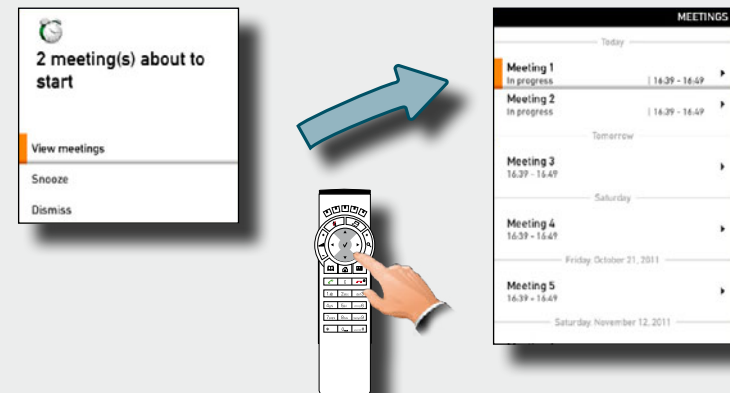 2 meeting(s) about to
start
View meetings
Snooze
Dismiss
MEETINGS
Today
Meeting 1
In progress | 16:39 - 16:49
Meeting 2
In progress | 16:39 - 16:49
Tomorrow
Meeting 3
16:39 - 16:49
Saturday
Meeting 4
16:39 - 16:49
Friday, October 21, 2011
Meeting 5
16:39 - 16:49
Saturday, November 12, 2011